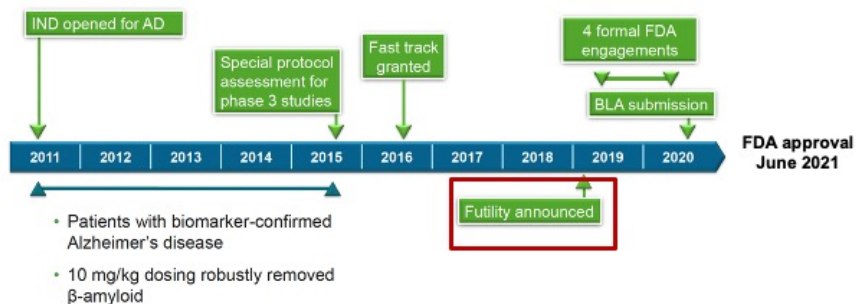 IND opened for AD
Special protocol
assessment for
phase 3 studies
Fast track
granted
4 formal FDA
engagements
BLA submission
2011 2012 2013 2014 2015 2016 2017 2018 2019 2020
FDA approval
June 2021
Futility announced
• Patients with biomarker-confirmed
Alzheimer's disease
• 10 mg/kg dosing robustly removed
β-amyloid